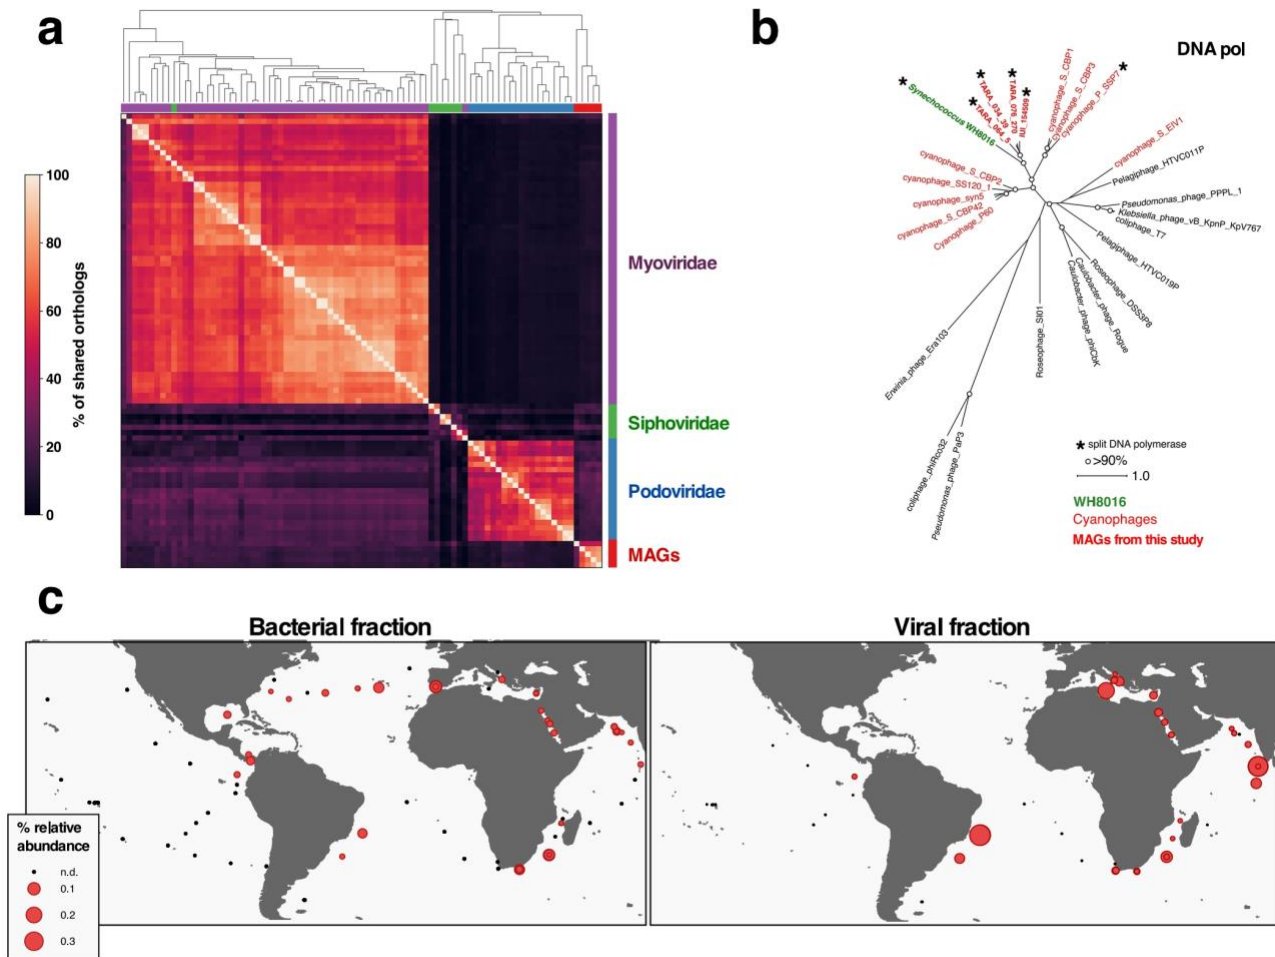 a
100
80
60
40
20
0
% of shared orthologs
Myoviridae
Siphoviridae
Podoviridae
MAGs
b
DNA pol
* Synechococcus WH8016
* TARA_064_5
* TARA_034_39
* TARA_076_270
cyanophage_S_CBP1
cyanophage_S_CBP3
cyanophage_P_SSP7 *
cyanophage_S_EIV1
Pelagiphage_HTVC011P
Pseudomonas_phage_PPPL_1
Klebsiella_phage_vB_KpnP_KpV767
coliphage_T7
Pelagiphage_HTVC019P
Roseophage_DSS3P8
Caulobacter_phage_Rogue
Caulobacter_phage_phiCbK
Roseophage_SI01
Pseudomonas_phage_PaP3
coliphage_phiRco32
Erwinia_phage_Era103
Cyanophage_P60
cyanophage_S_CBP42
cyanophage_syn5
cyanophage_SS120_1
cyanophage_S_CBP2
* split DNA polymerase
>90%
1.0
WH8016
Cyanophages
MAGs from this study
c
Bacterial fraction
Viral fraction
% relative
abundance
n.d.
0.1
0.2
0.3